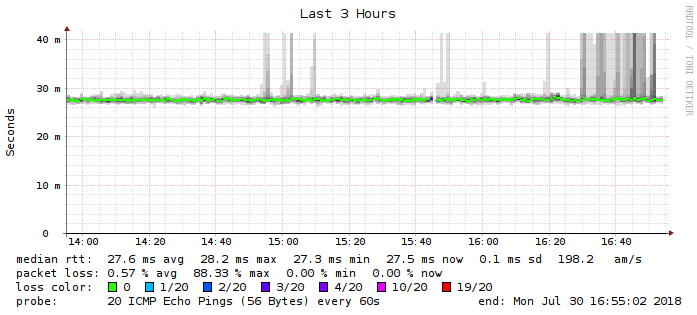 Last 3 Hours
RRDTOOL / TOBI OETIKER
Seconds
40 m
30 m
20 m
10 m
0
14:00 14:20 14:40 15:00 15:20 15:40 16:00 16:20 16:40
median rtt: 27.6 ms avg 28.2 ms max 27.3 ms min 27.5 ms now 0.1 ms sd 198.2 am/s
packet loss: 0.57 % avg 88.33 % max 0.00 % min 0.00 % now
loss color: 0 1/20 2/20 3/20 4/20 10/20 19/20
probe: 20 ICMP Echo Pings (56 Bytes) every 60s end: Mon Jul 30 16:55:02 2018